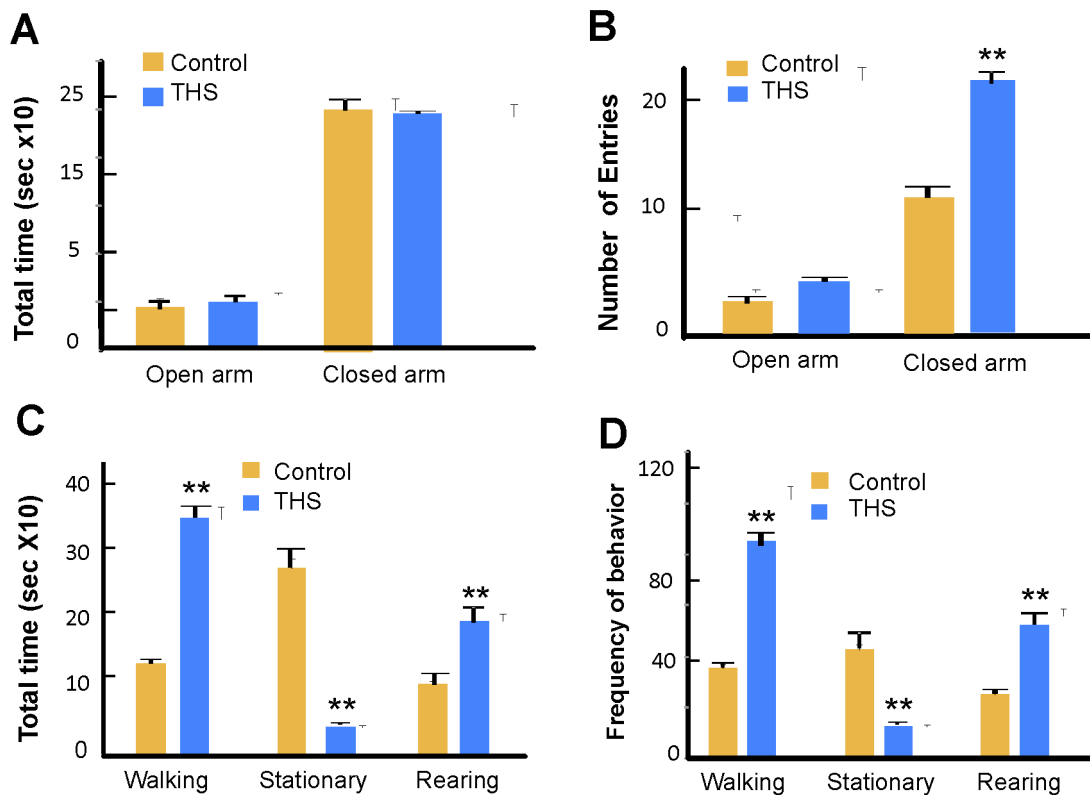 A
Control
THS
Total time (sec x10)
25
15
5
0
Open arm
Closed arm
B
Control
THS
**
Number of Entries
20
10
0
Open arm
Closed arm
C
Control
THS
Total time (sec X10)
40
30
20
10
0
**
**
**
Walking
Stationary
Rearing
D
Control
THS
Frequency of behavior
120
80
40
0
**
**
**
Walking
Stationary
Rearing